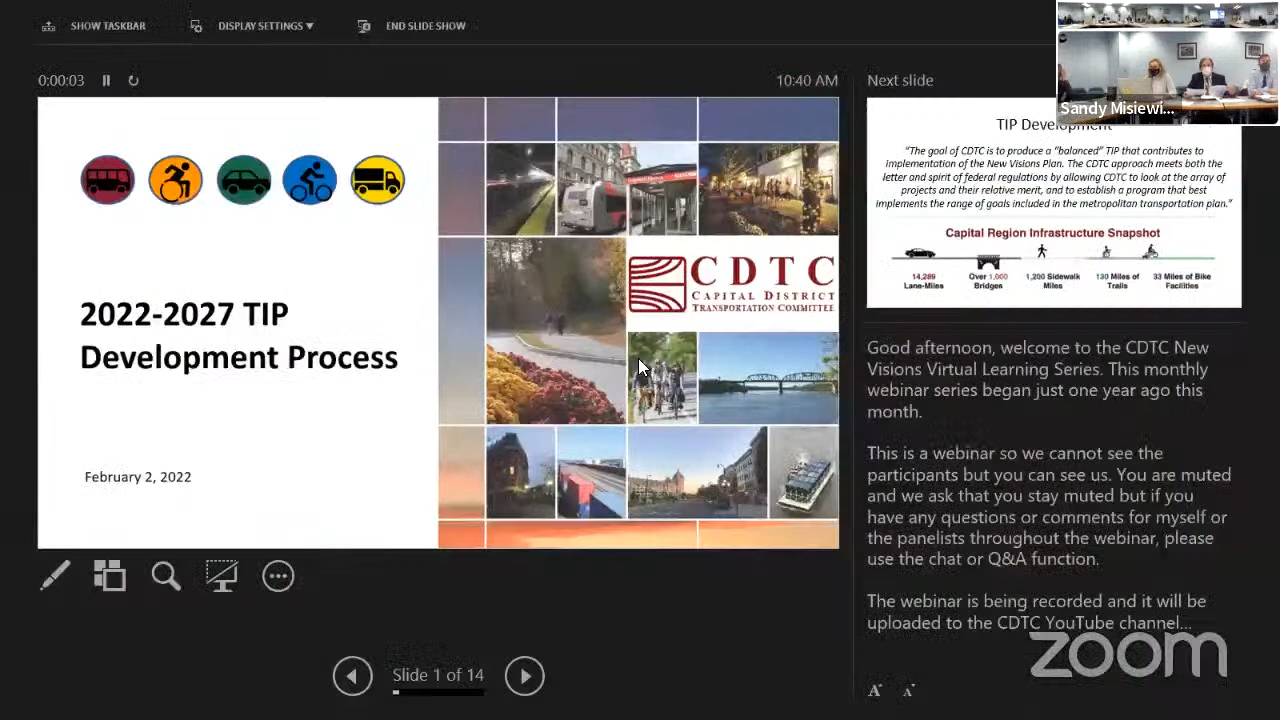 SHOW TASKBAR
DISPLAY SETTINGS ▼
END SLIDE SHOW
0:00:03
10:40 AM
2022-2027 TIP
Development Process
February 2, 2022
CDTC
CAPITAL DISTRICT
TRANSPORTATION COMMITTEE
Slide 1 of 14
Next slide
Sandy Misiewi...
TIP Development
"The goal of CDTC is to produce a "balanced" TIP that contributes to
implementation of the New Visions Plan. The CDTC approach meets both the
letter and spirit of federal regulations by allowing CDTC to look at the array of
projects and their relative merit, and to establish a program that best
implements the range of goals included in the metropolitan transportation plan."
Capital Region Infrastructure Snapshot
14,289
Lane-Miles
Over 1,000
Bridges
1,200 Sidewalk
Miles
130 Miles of
Trails
33 Miles of Bike
Facilities
Good afternoon, welcome to the CDTC New
Visions Virtual Learning Series. This monthly
webinar series began just one year ago this
month.
This is a webinar so we cannot see the
participants but you can see us. You are muted
and we ask that you stay muted but if you
have any questions or comments for myself or
the panelists throughout the webinar, please
use the chat or Q&A function.
The webinar is being recorded and it will be
uploaded to the CDTC YouTube channel...
zoom
A A